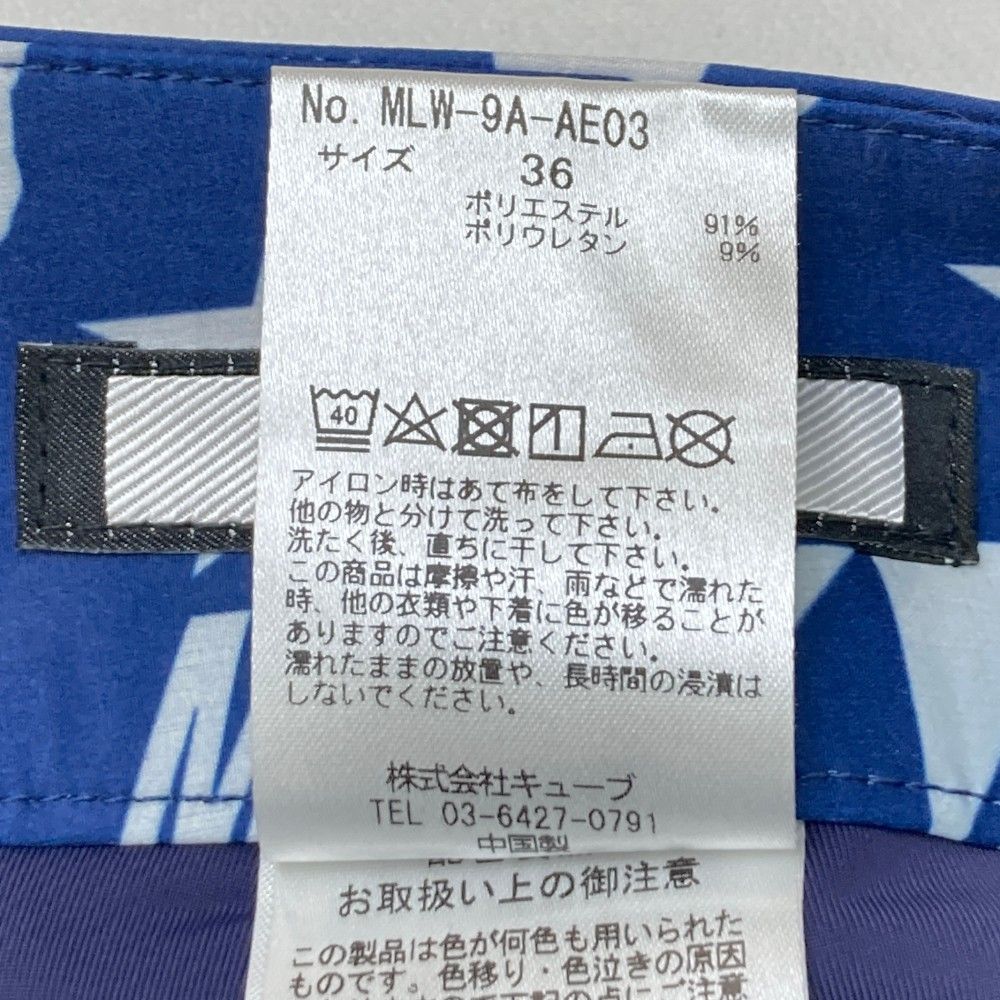 No. MLW-9A-AE03
サイズ 36
ポリエステル 91%
ポリウレタン 9%
40
アイロン時はあて布をして下さい。
他の物と分けて洗って下さい。
洗たく後、直ちに干して下さい。
この商品は摩擦や汗、雨などで濡れた
時、他の衣類や下着に色が移ることが
ありますのでご注意ください。
濡れたままの放置や、長時間の浸漬は
しないでください。
株式会社キューブ
TEL 03-6427-0791
中国製
お取扱い上の御注意
この製品は色が何色も用いられた
ものです。色移り・色泣きの原因